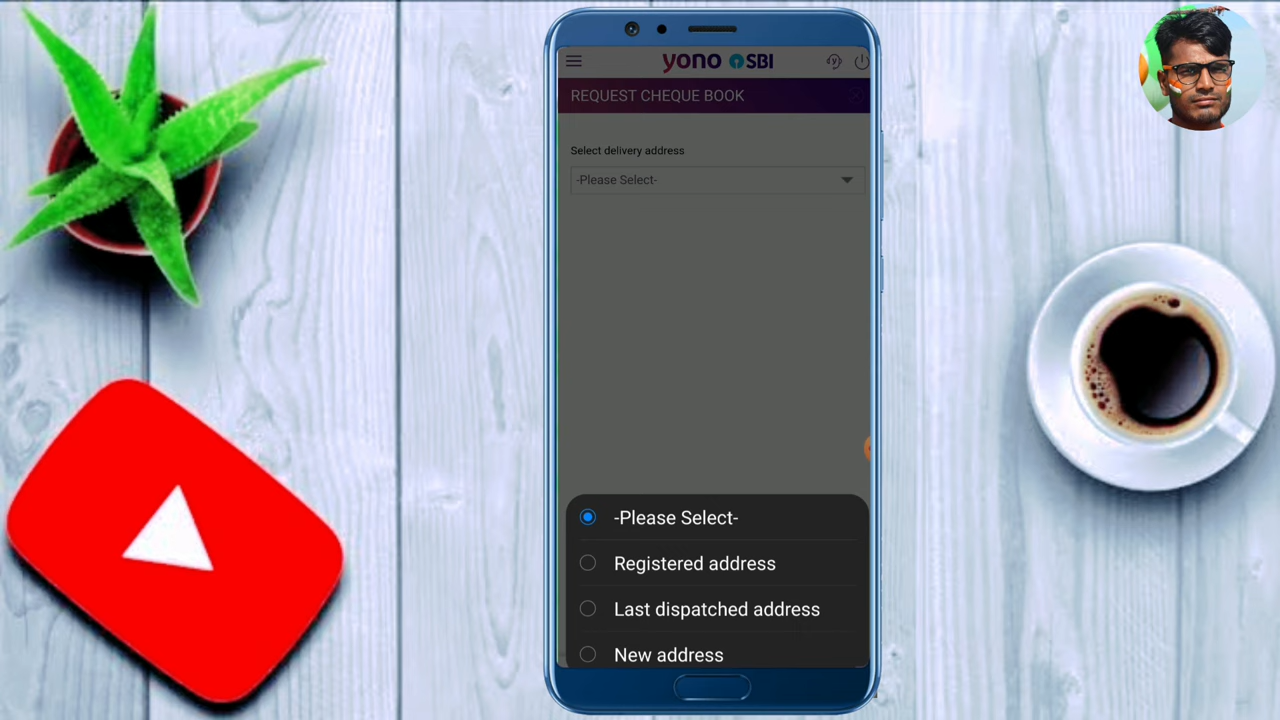 yono SBI
REQUEST CHEQUE BOOK
Select delivery address
-Please Select-
-Please Select-
Registered address
Last dispatched address
New address